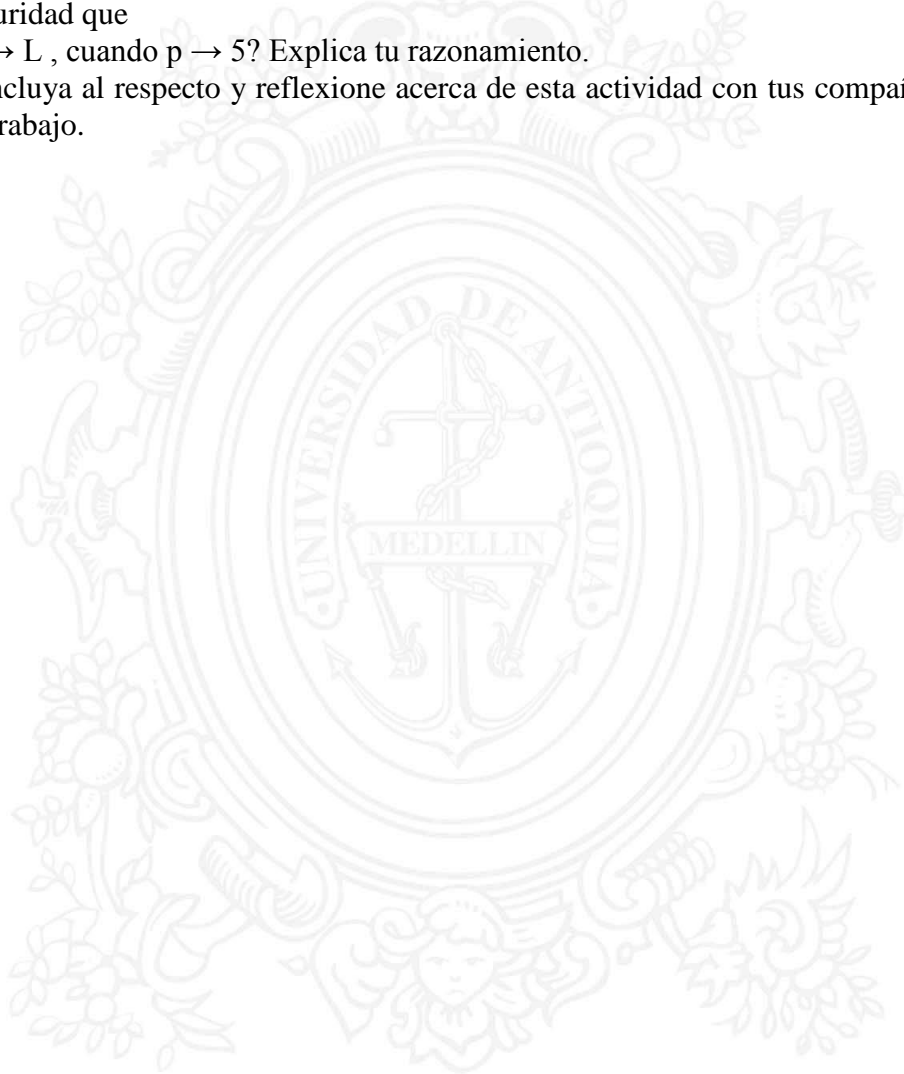 uridad que
→ L , cuando p → 5? Explica tu razonamiento.
ncluya al respecto y reflexione acerca de esta actividad con tus compañ
rabajo.
UNIVERSIDAD DE ANTIOQUIA
MEDELLIN